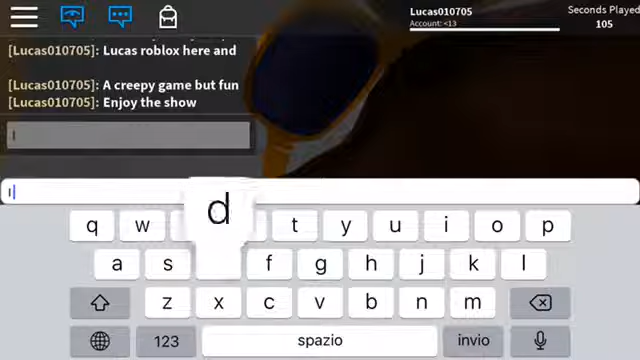 Lucas010705
Account: <13
Seconds Played
105
[Lucas010705]: Lucas roblox here and
[Lucas010705]: A creepy game but fun
[Lucas010705]: Enjoy the show
I
I
d
q w t y u i o p
a s f g h j k l
z x c v b n m
123 spazio invio